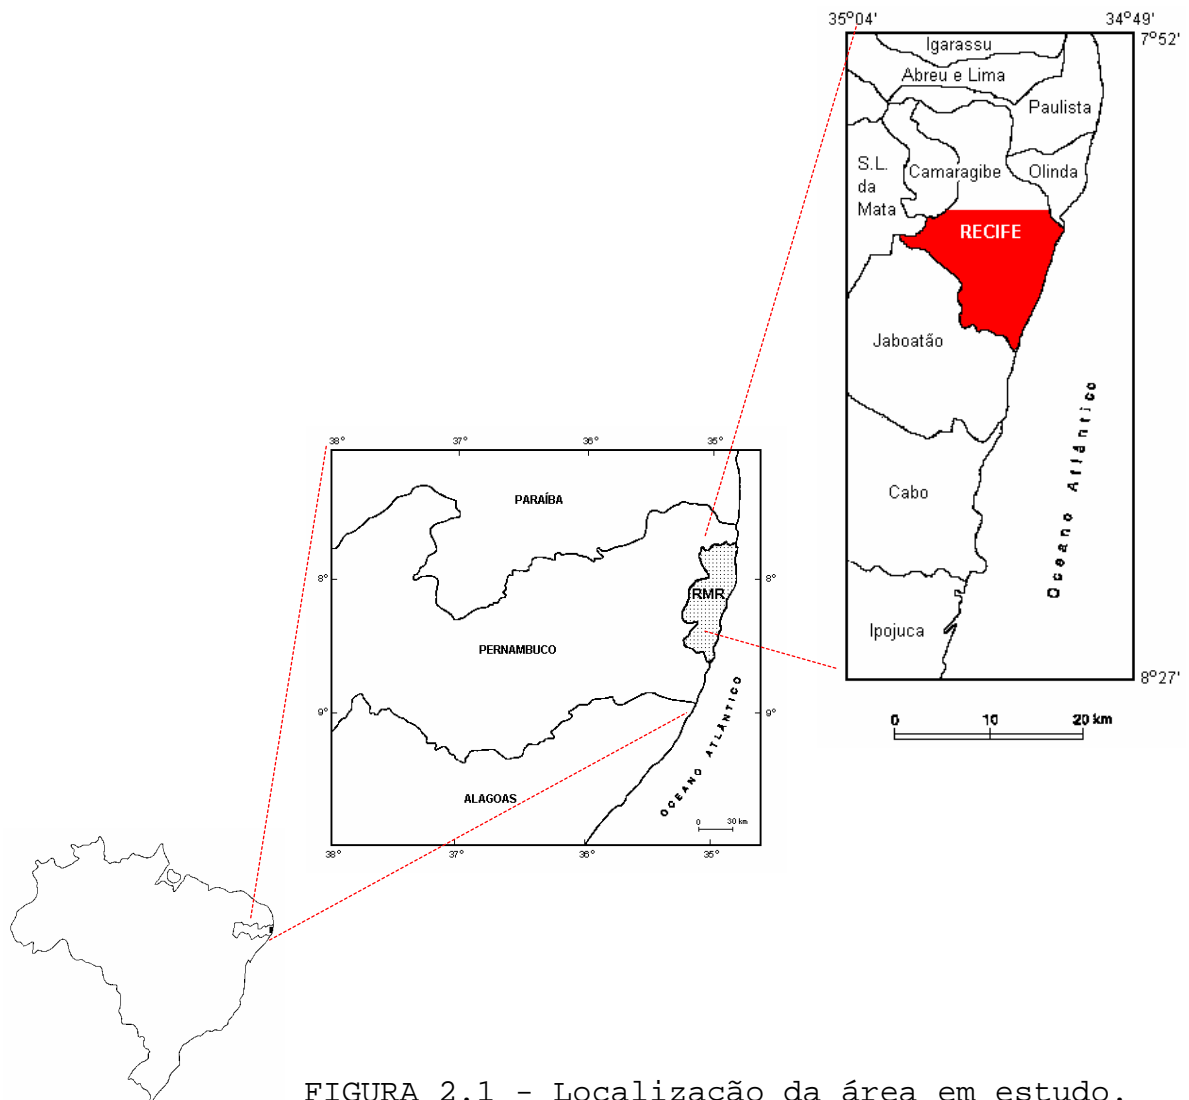 35°04'
34°49'
7°52'
Igarassu
Abreu e Lima
Paulista
S.L.
da
Mata
Camaragibe
Olinda
RECIFE
Jaboatão
Oceano Atlântico
Cabo
Ipojuca
8°27'
0 10 20 km
38° 37° 36° 35°
PARAÍBA
8° 8°
RMR
PERNAMBUCO
9° 9°
OCEANO ATLÂNTICO
ALAGOAS
0 30 km
38° 37° 36° 35°
FIGURA 2.1 - Localização da área em estudo.